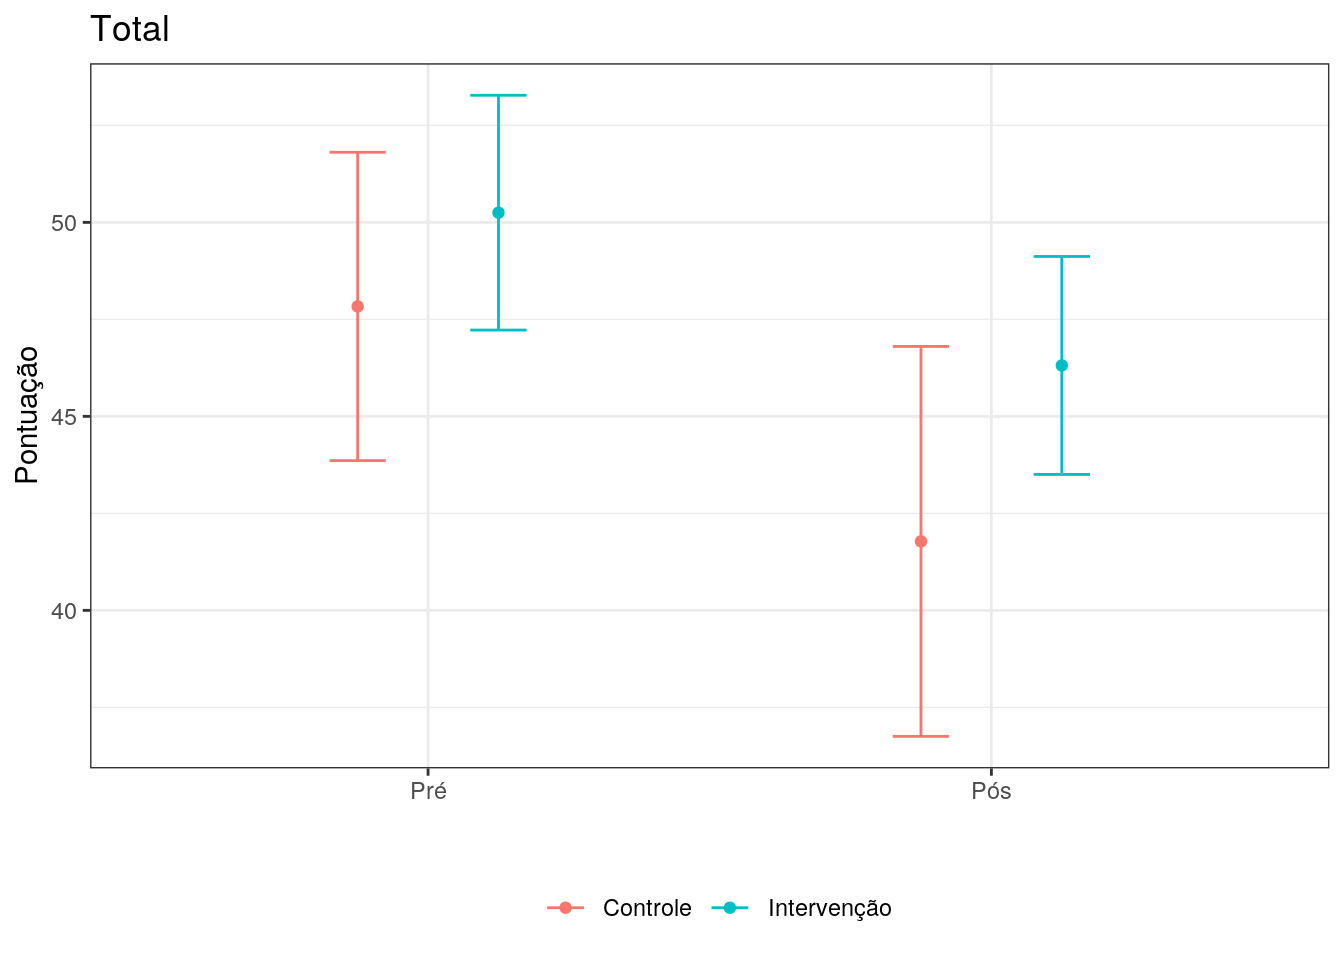 Total
Pontuação
50
45
40
Pré Pós
Controle Intervenção